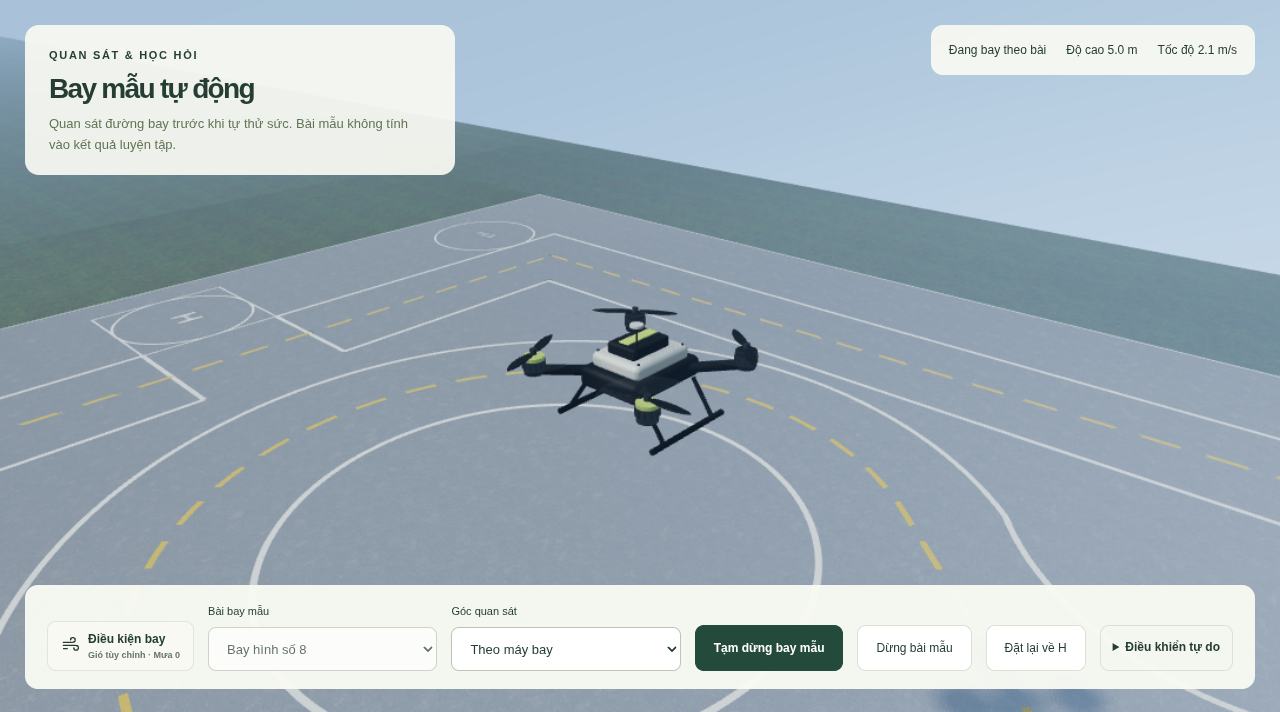 QUAN SÁT & HỌC HỎI
Bay mẫu tự động
Quan sát đường bay trước khi tự thử sức. Bài mẫu không tính
vào kết quả luyện tập.
Đang bay theo bài Độ cao 5.0 m Tốc độ 2.1 m/s
H
Bài bay mẫu
Góc quan sát
Điều kiện bay
Gió tùy chỉnh · Mưa 0
Bay hình số 8
Theo máy bay
Tạm dừng bay mẫu
Dừng bài mẫu
Đặt lại về H
Điều khiển tự do